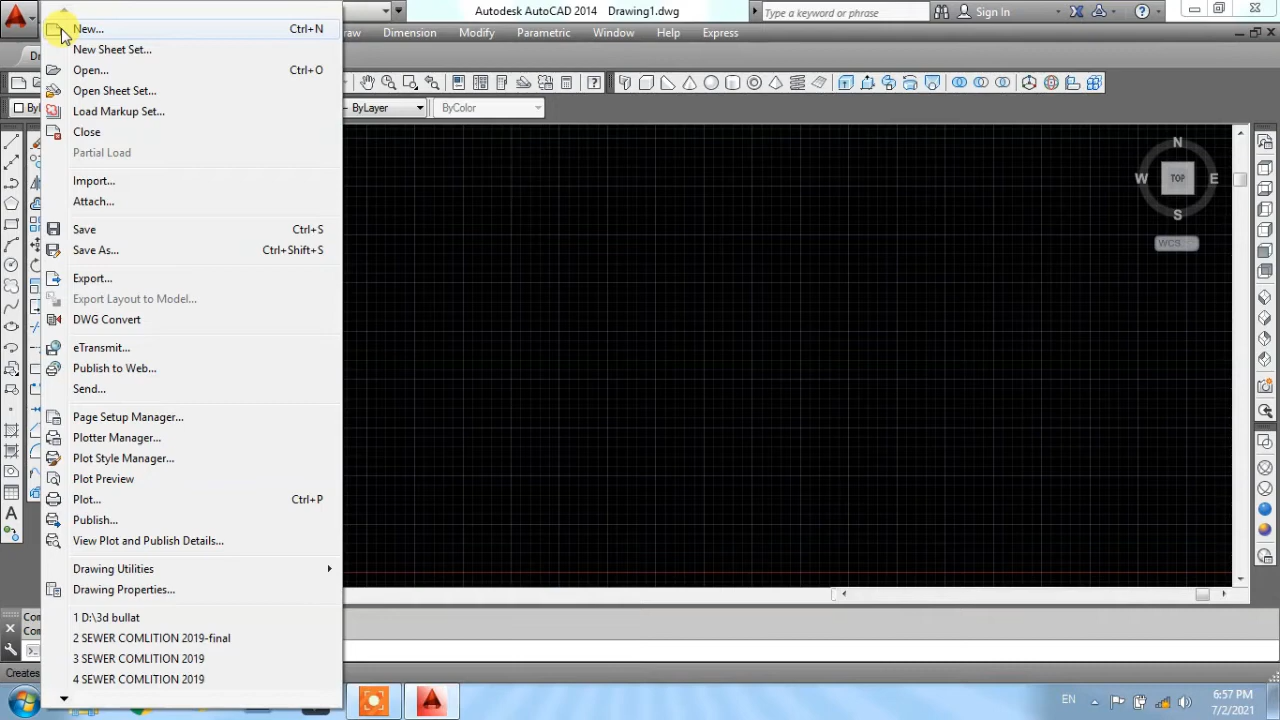 Autodesk AutoCAD 2014 Drawing1.dwg
Type a keyword or phrase
Sign In
New... Ctrl+N
Dimension Modify Parametric Window Help Express
New Sheet Set...
Open... Ctrl+O
Open Sheet Set...
Load Markup Set...
ByLayer
ByColor
Close
Partial Load
Import...
Attach...
Save Ctrl+S
Save As... Ctrl+Shift+S
Export...
Export Layout to Model...
DWG Convert
eTransmit...
Publish to Web...
Send...
Page Setup Manager...
Plotter Manager...
Plot Style Manager...
Plot Preview
Plot... Ctrl+P
Publish...
View Plot and Publish Details...
Drawing Utilities
Drawing Properties...
1 D:\3d bullat
2 SEWER COMLITION 2019-final
3 SEWER COMLITION 2019
4 SEWER COMLITION 2019
N
W TOP E
S
WCS
Creates
EN
6:57 PM
7/2/2021